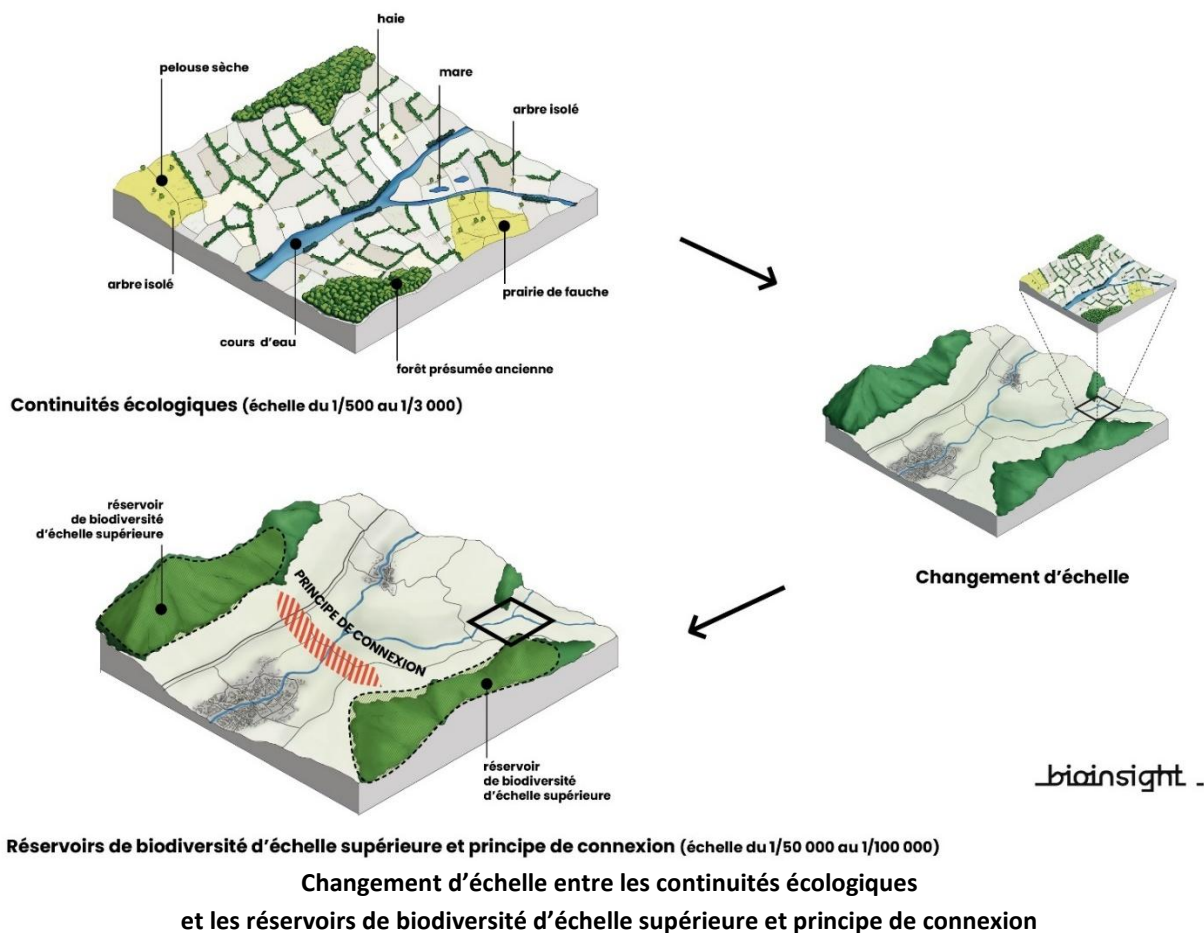 haie
pelouse sèche
mare
arbre isolé
arbre isolé
prairie de fauche
cours d'eau
forêt présumée ancienne
Continuités écologiques (échelle du 1/500 au 1/3 000)
Changement d'échelle
réservoir
de biodiversité
d'échelle supérieure
PRINCIPE DE CONNEXION
réservoir
de biodiversité
d'échelle supérieure
bioinsight
Réservoirs de biodiversité d'échelle supérieure et principe de connexion (échelle du 1/50 000 au 1/100 000)
Changement d'échelle entre les continuités écologiques
et les réservoirs de biodiversité d'échelle supérieure et principe de connexion